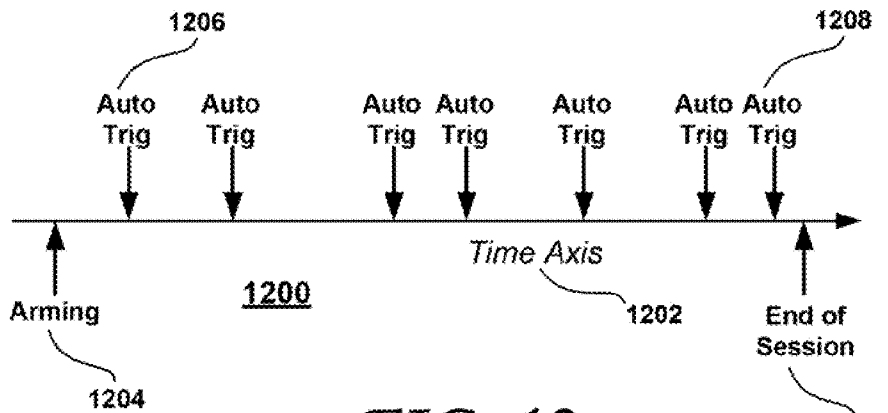 1206
1208
Auto Trig
Auto Trig
Auto Trig
Auto Trig
Auto Trig
Auto Trig
Auto Trig
Time Axis
1200
1202
Arming
End of Session
1204